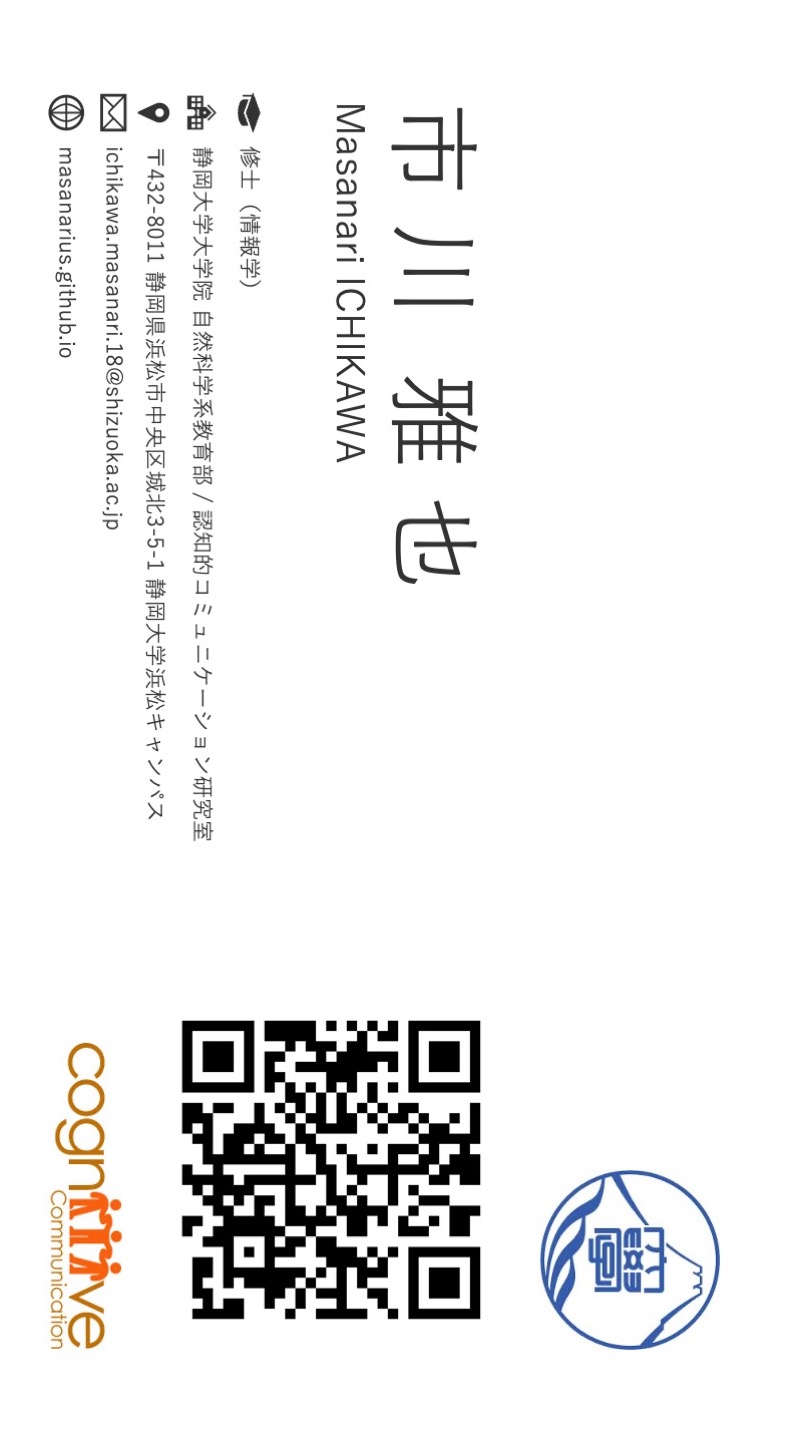 市川 雅也
Masanari ICHIKAWA
修士（情報学）
静岡大学大学院 自然科学系教育部 / 認知的コミュニケーション研究室
〒432-8011 静岡県浜松市中央区城北3-5-1 静岡大学浜松キャンパス
ichikawa.masanari.18@shizuoka.ac.jp
masanarius.github.io
大學
cognitive
Communication